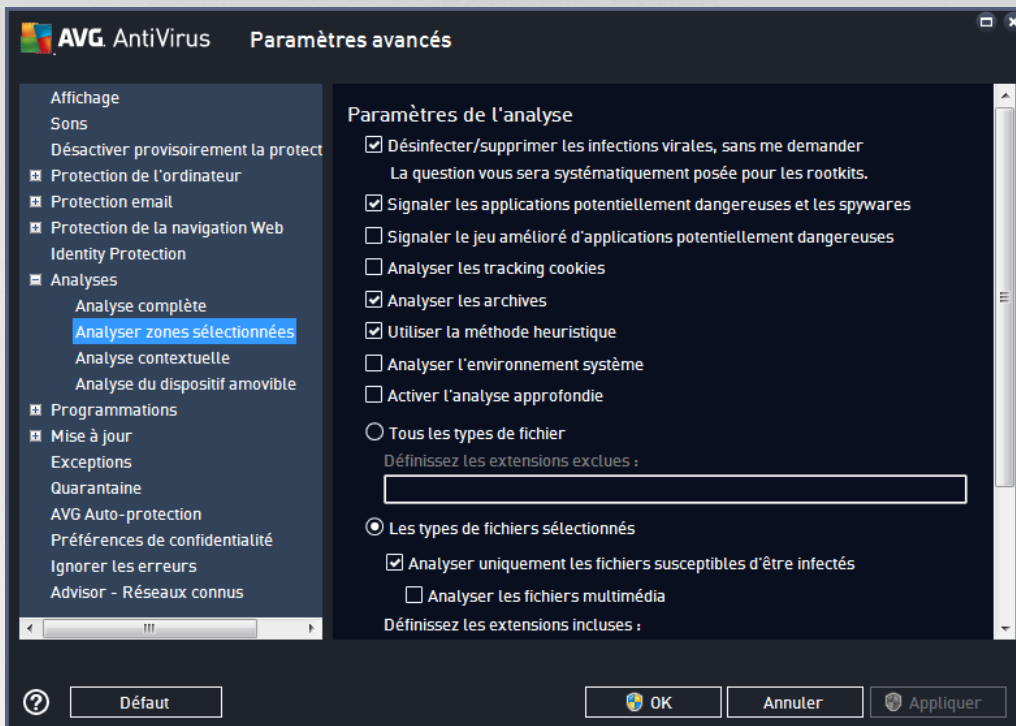 AVG AntiVirus Paramètres avancés
Affichage
Sons
Désactiver provisoirement la protect
Protection de l'ordinateur
Protection email
Protection de la navigation Web
Identity Protection
Analyses
Analyse complète
Analyser zones sélectionnées
Analyse contextuelle
Analyse du dispositif amovible
Programmations
Mise à jour
Exceptions
Quarantaine
AVG Auto-protection
Préférences de confidentialité
Ignorer les erreurs
Advisor - Réseaux connus
Paramètres de l'analyse
Désinfecter/supprimer les infections virales, sans me demander
La question vous sera systématiquement posée pour les rootkits.
Signaler les applications potentiellement dangereuses et les spywares
Signaler le jeu amélioré d'applications potentiellement dangereuses
Analyser les tracking cookies
Analyser les archives
Utiliser la méthode heuristique
Analyser l'environnement système
Activer l'analyse approfondie
Tous les types de fichier
Définissez les extensions exclues :
Les types de fichiers sélectionnés
Analyser uniquement les fichiers susceptibles d'être infectés
Analyser les fichiers multimédia
Définissez les extensions incluses :
? Défaut OK Annuler Appliquer